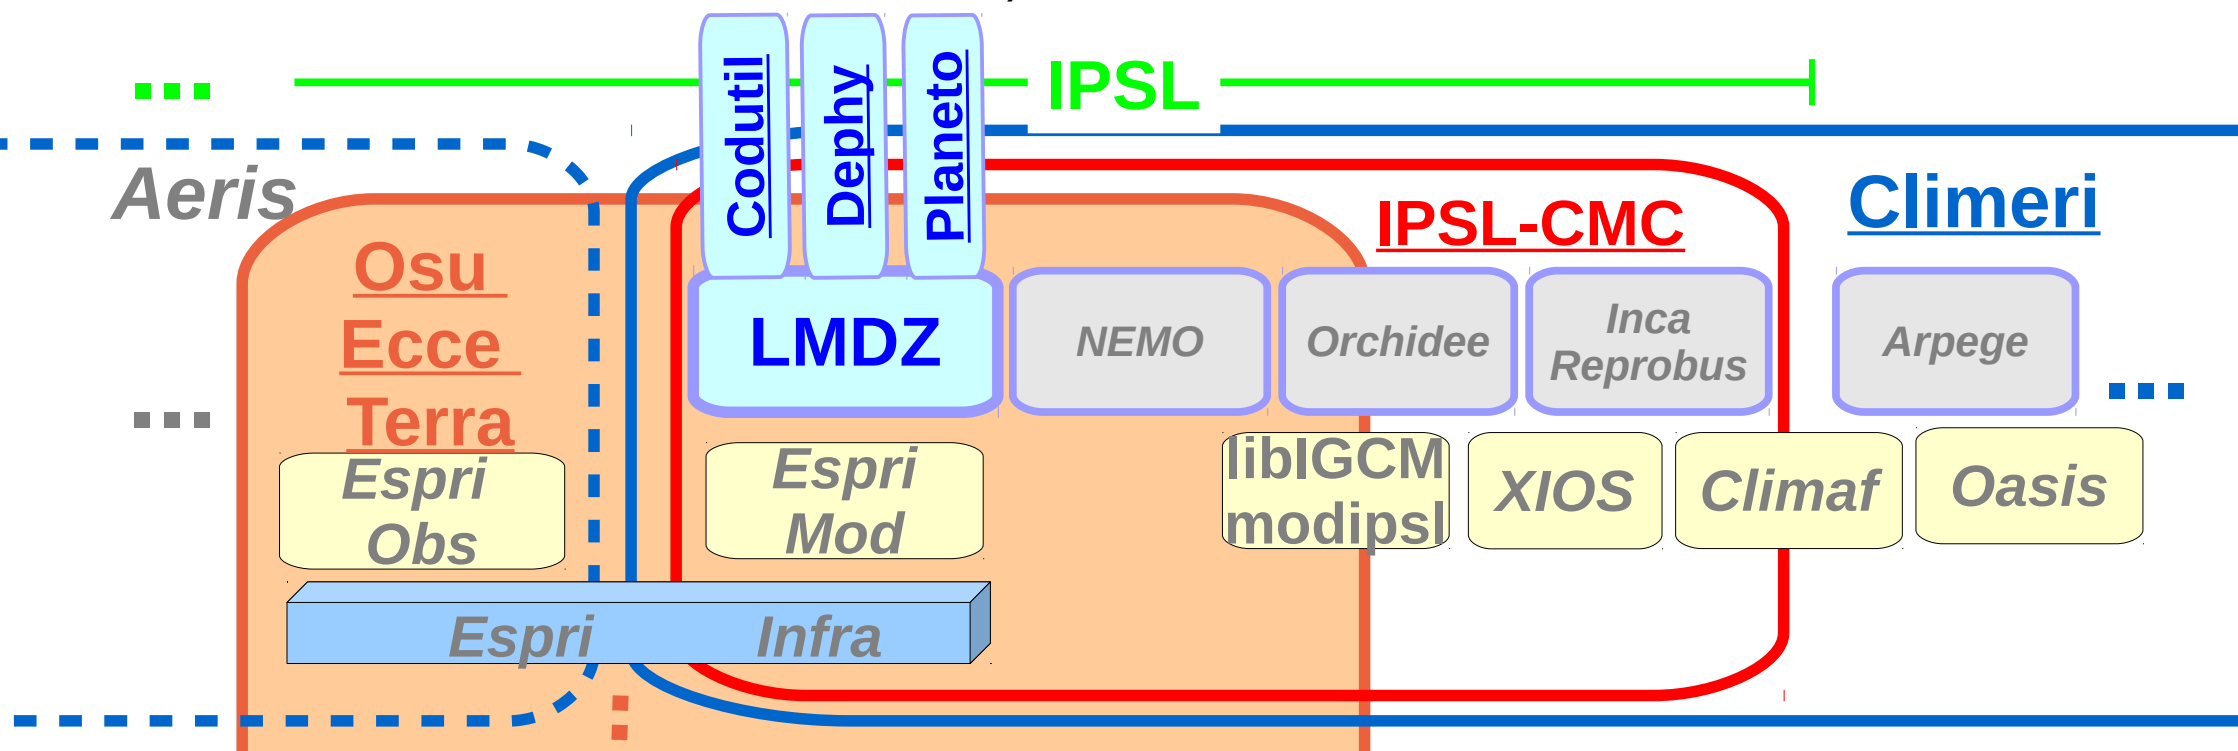 Codutil
Dephy
Planeto
IPSL
Aeris
IPSL-CMC
Climeri
Osu
Ecce
Terra
LMDZ
NEMO
Orchidee
Inca
Reprobus
Arpege
Espri
Obs
Espri
Mod
libIGCM
modipsl
XIOS
Climaf
Oasis
Espri Infra